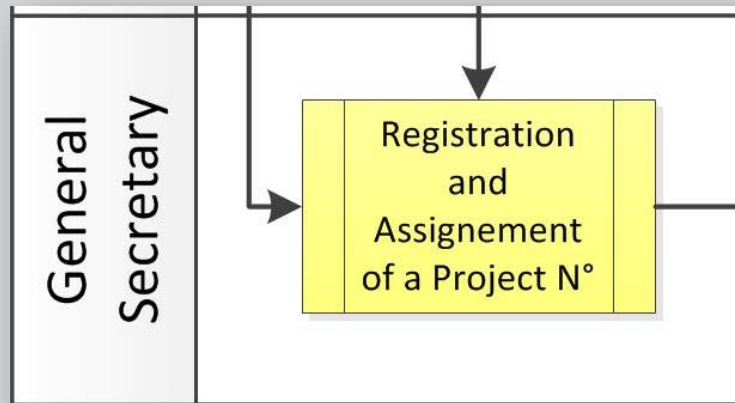 General
Secretary
Registration
and
Assignement
of a Project N°